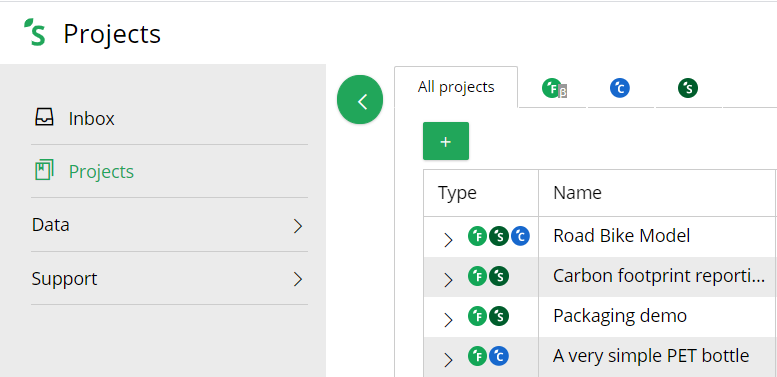 S Projects
All projects
F β
C
S
Inbox
Projects
Data
Support
+
Type Name
F S C Road Bike Model
F S Carbon footprint reporti...
F S Packaging demo
F C A very simple PET bottle